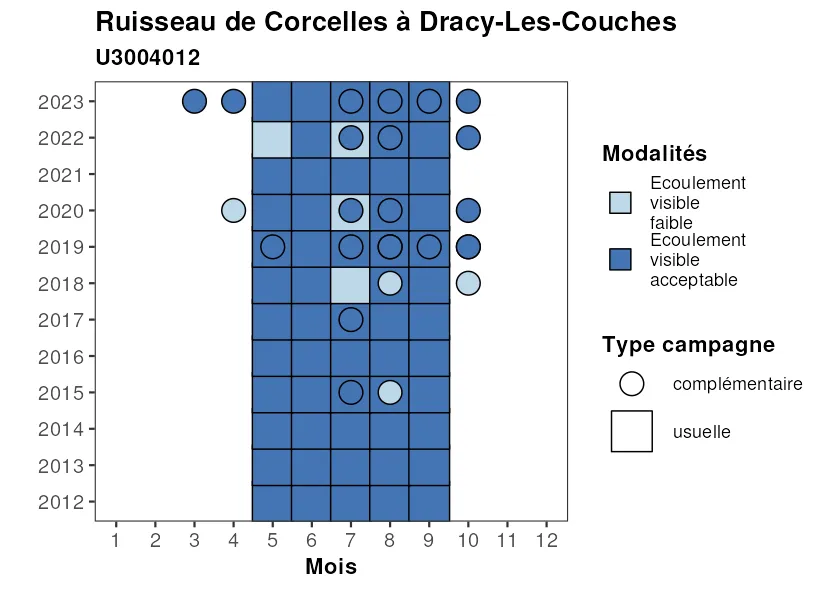 Ruisseau de Corcelles à Dracy-Les-Couches
U3004012
2023
2022
2021
2020
2019
2018
2017
2016
2015
2014
2013
2012
1 2 3 4 5 6 7 8 9 10 11 12
Mois
Modalités
Ecoulement
visible
faible
Ecoulement
visible
acceptable
Type campagne
complémentaire
usuelle